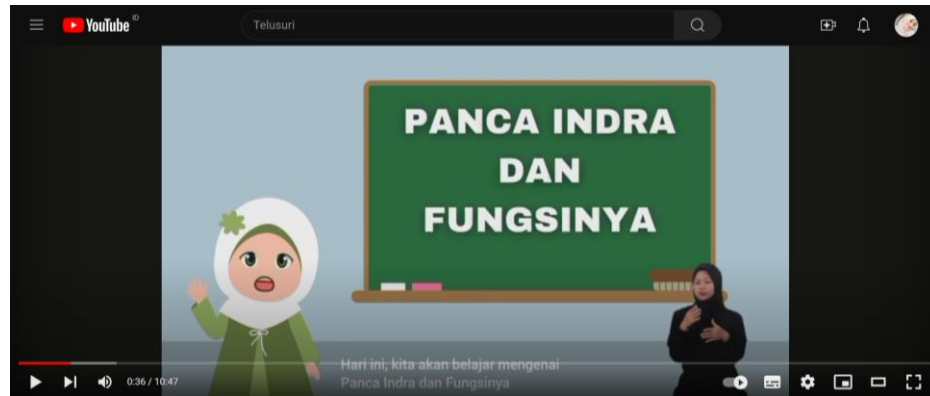 YouTube ID
Telusuri
PANCA INDRA
DAN
FUNGSINYA
Hari ini, kita akan belajar mengenai
Panca Indra dan Fungsinya
0:36 / 10:47